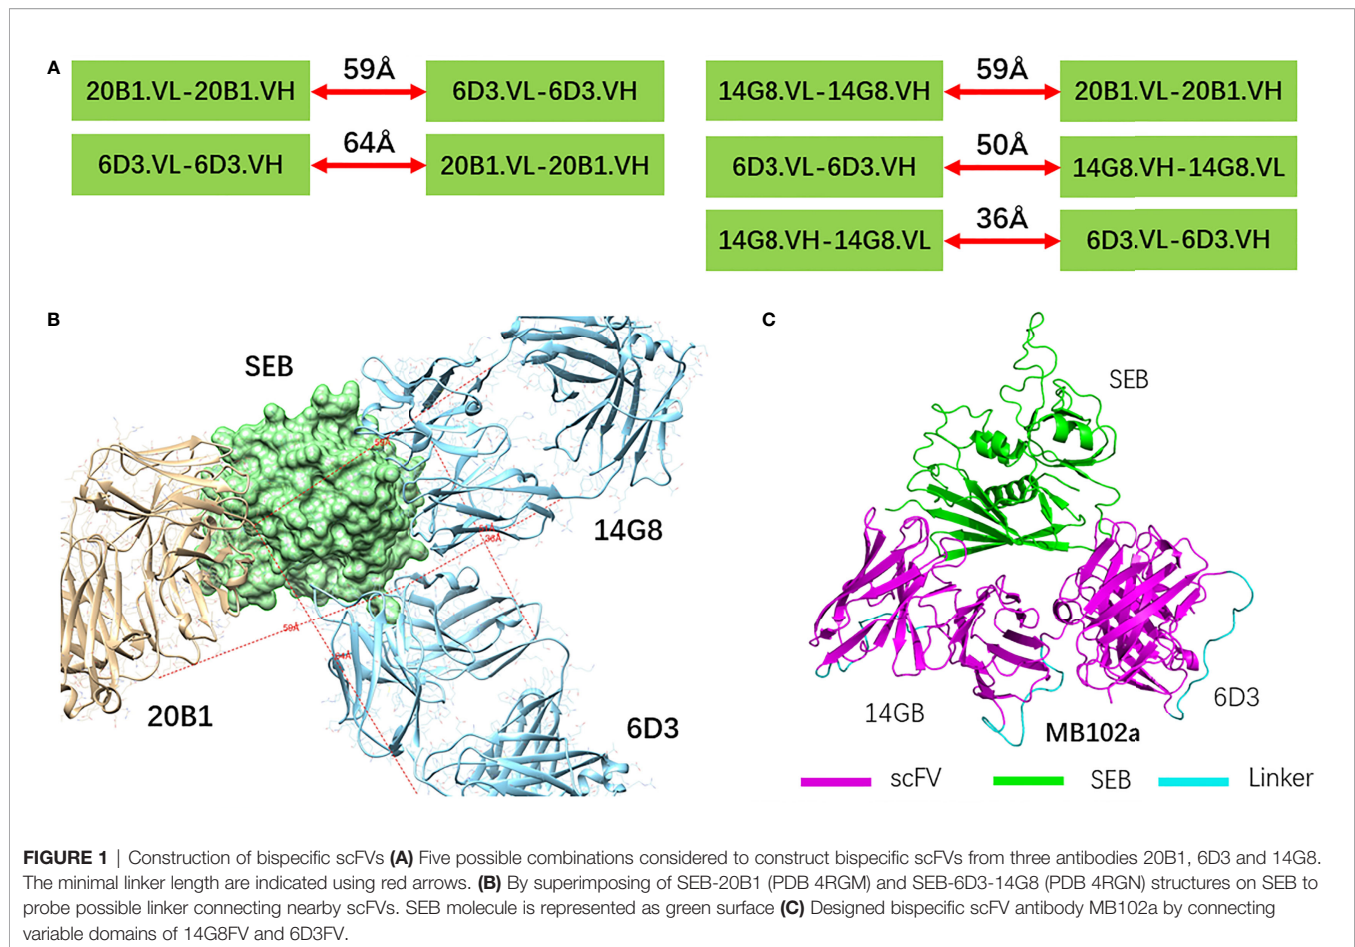 A
20B1.VL-20B1.VH 59Å 6D3.VL-6D3.VH
6D3.VL-6D3.VH 64Å 20B1.VL-20B1.VH
14G8.VL-14G8.VH 59Å 20B1.VL-20B1.VH
6D3.VL-6D3.VH 50Å 14G8.VH-14G8.VL
14G8.VH-14G8.VL 36Å 6D3.VL-6D3.VH
B
SEB
14G8
59Å
20B1
6D3
C
SEB
14GB
6D3
MB102a
scFV
SEB
Linker
FIGURE 1 | Construction of bispecific scFVs (A) Five possible combinations considered to construct bispecific scFVs from three antibodies 20B1, 6D3 and 14G8.
The minimal linker length are indicated using red arrows. (B) By superimposing of SEB-20B1 (PDB 4RGM) and SEB-6D3-14G8 (PDB 4RGN) structures on SEB to
probe possible linker connecting nearby scFVs. SEB molecule is represented as green surface (C) Designed bispecific scFV antibody MB102a by connecting
variable domains of 14G8FV and 6D3FV.